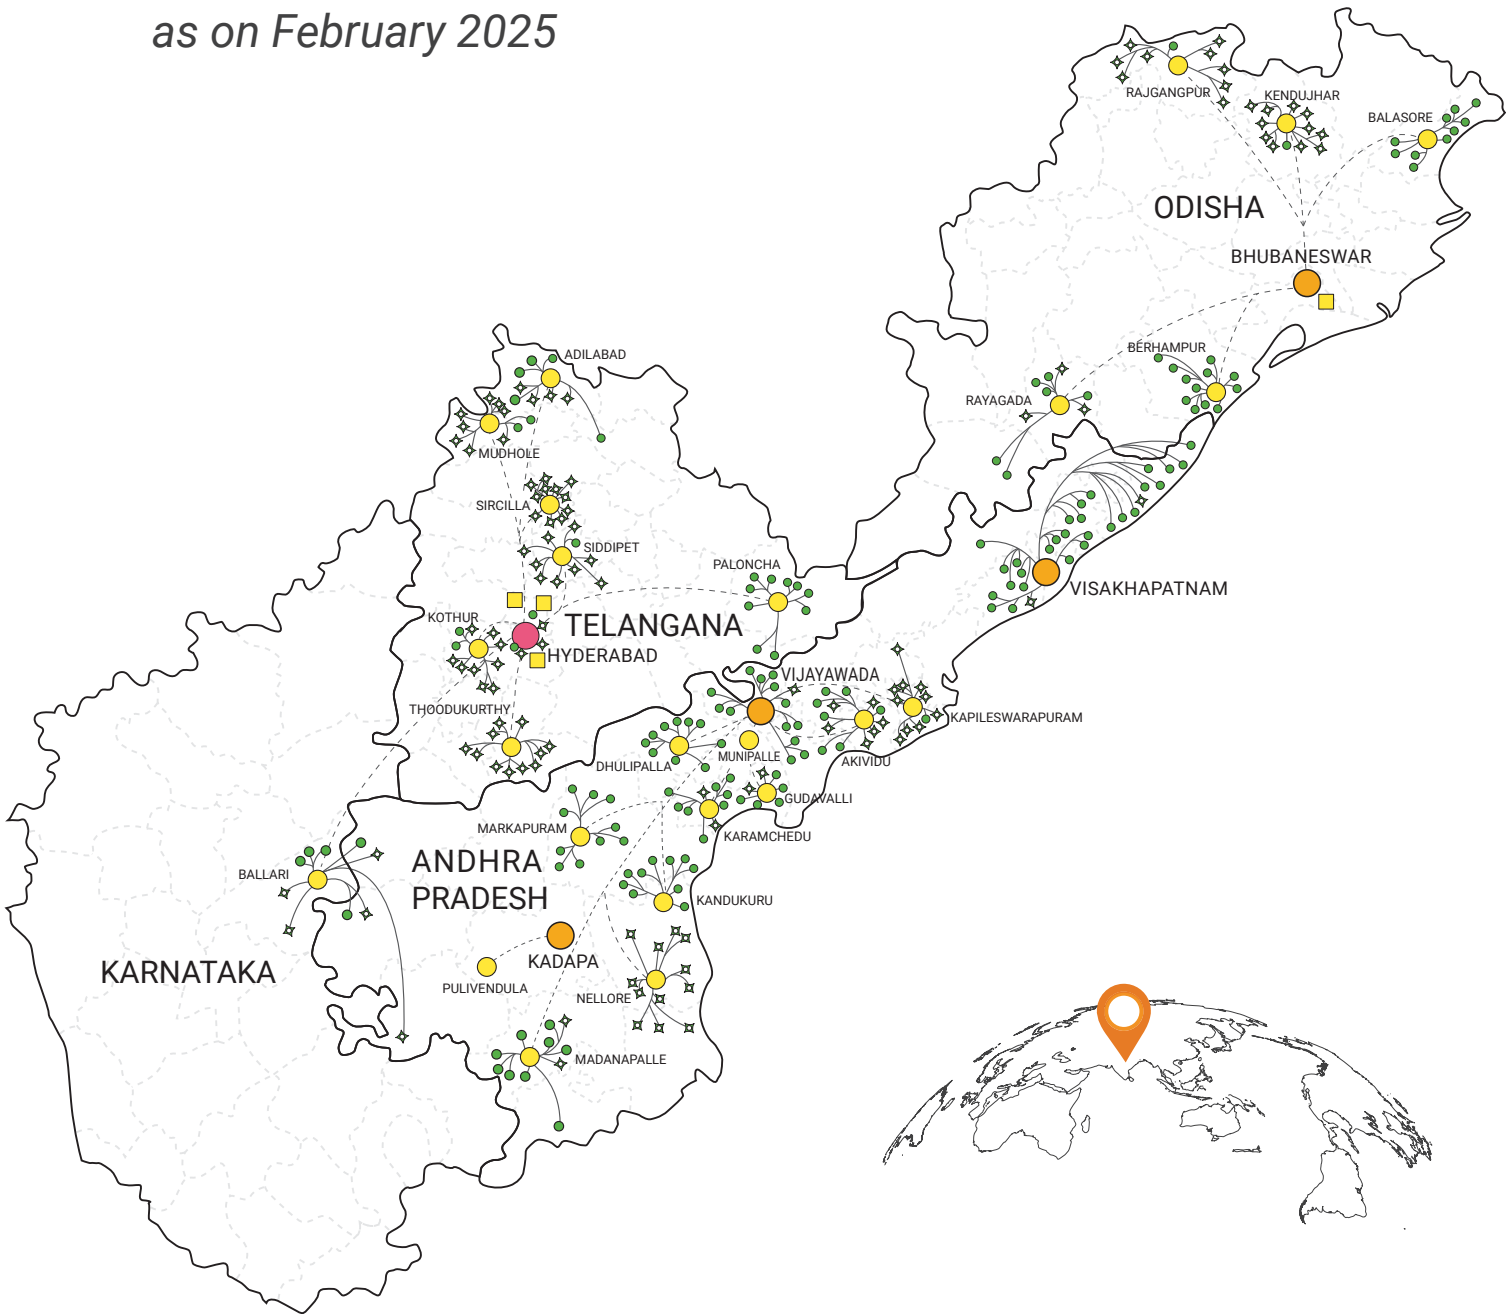 as on February 2025
RAJGANGPUR
KENDUJHAR
BALASORE
ODISHA
BHUBANESWAR
BERHAMPUR
RAYAGADA
ADILABAD
MUDHOLE
SIRCILLA
SIDDIPET
PALONCHA
VISAKHAPATNAM
KOTHUR
TELANGANA
HYDERABAD
VIJAYAWADA
THOODUKURTHY
KAPILESWARAPURAM
MUNIPALLE
DHULIPALLA
AKIVIDU
GUDAVALLI
MARKAPURAM
KARAMCHEDU
ANDHRA
PRADESH
BALLARI
KANDUKURU
KADAPA
KARNATAKA
PULIVENDULA
NELLORE
MADANAPALLE